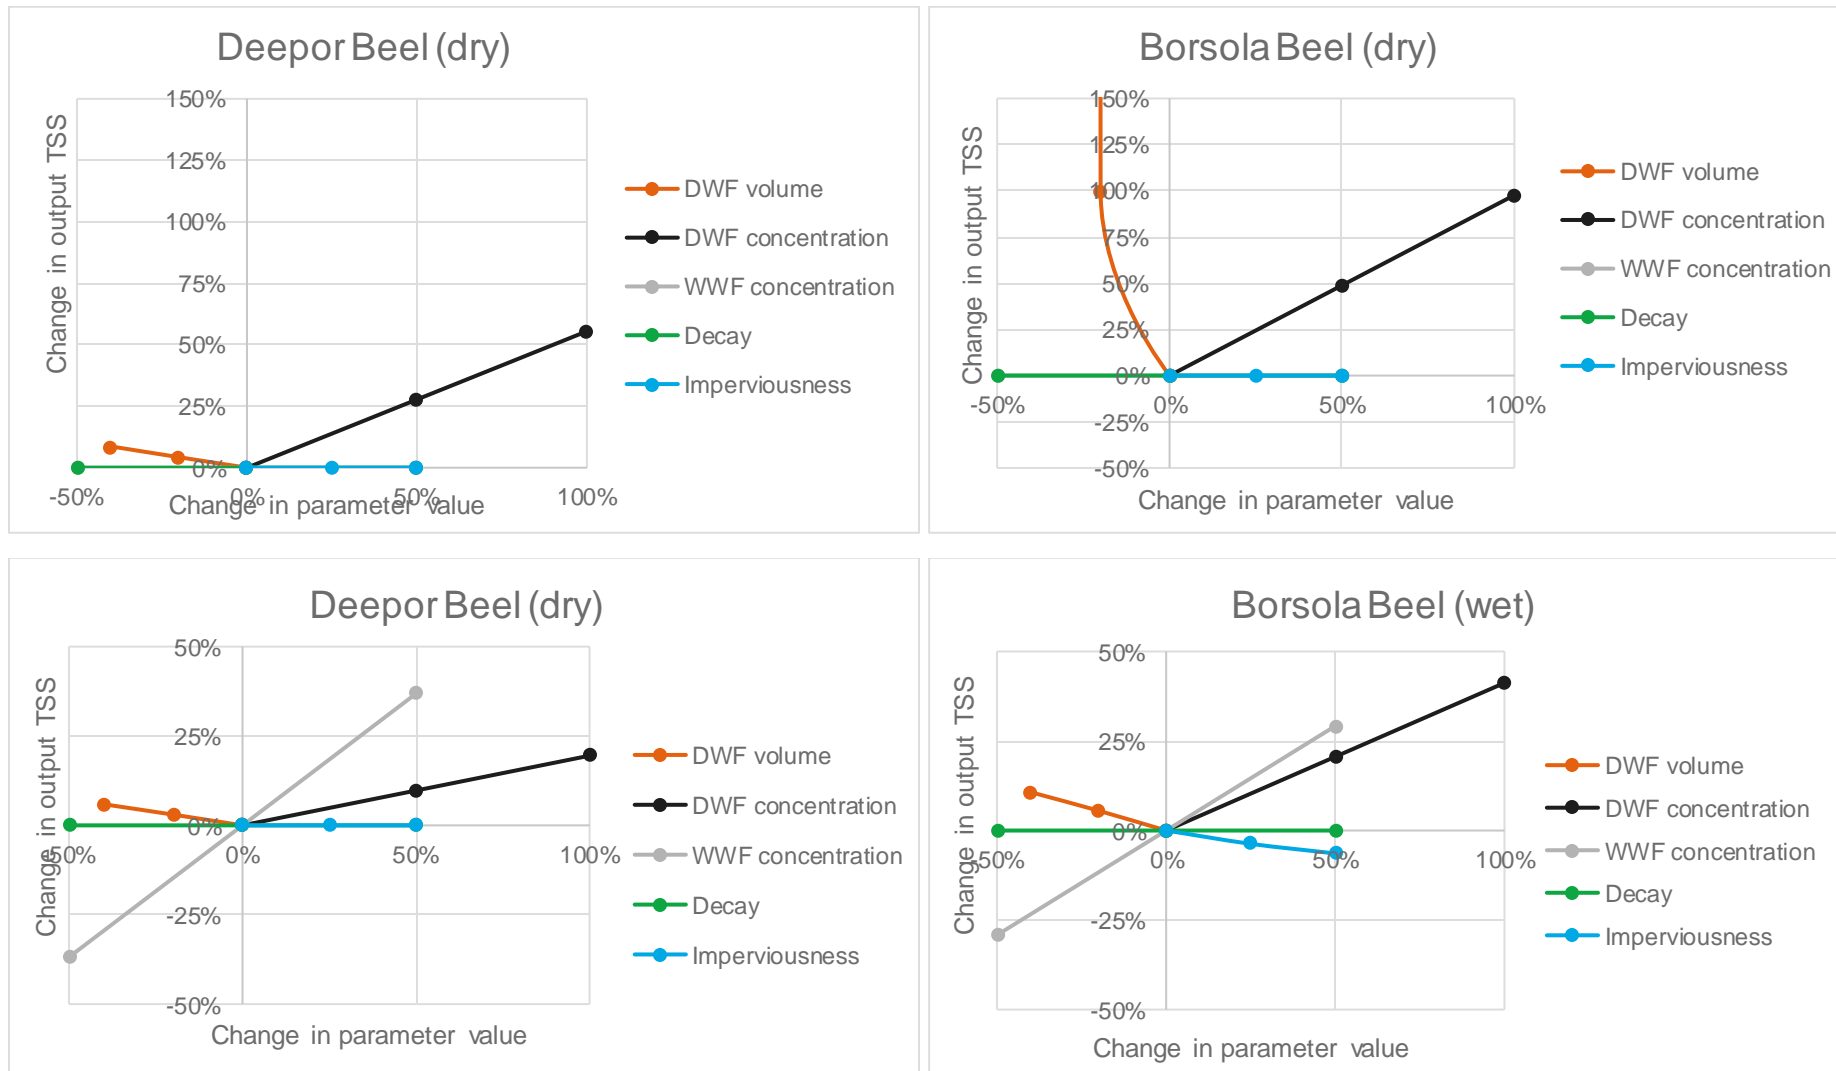 Deepor Beel (dry)
Change in output TSS
150%
125%
100%
75%
50%
25%
0%
-50%
0%
50%
100%
Change in parameter value
DWF volume
DWF concentration
WWF concentration
Decay
Imperviousness
Borsola Beel (dry)
Change in output TSS
150%
125%
100%
75%
50%
25%
0%
-25%
-50%
-50%
0%
50%
100%
Change in parameter value
DWF volume
DWF concentration
WWF concentration
Decay
Imperviousness
Deepor Beel (dry)
Change in output TSS
50%
25%
0%
-25%
-50%
-50%
0%
50%
100%
Change in parameter value
DWF volume
DWF concentration
WWF concentration
Decay
Imperviousness
Borsola Beel (wet)
Change in output TSS
50%
25%
0%
-25%
-50%
-50%
0%
50%
100%
Change in parameter value
DWF volume
DWF concentration
WWF concentration
Decay
Imperviousness